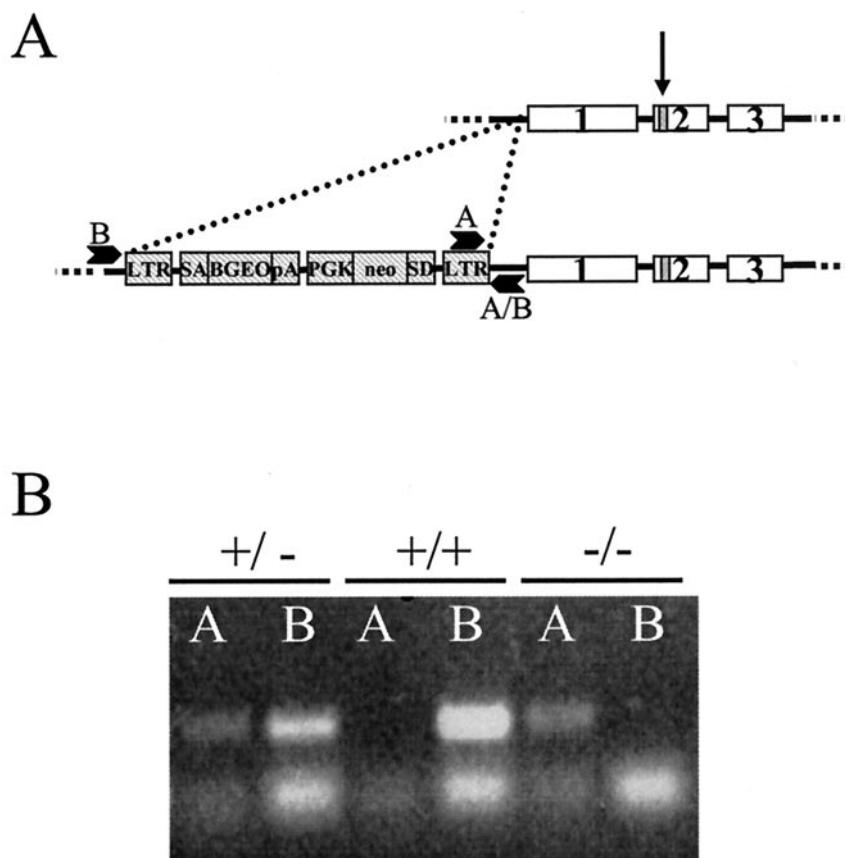 A
1 2 3
B A
LTR SA BGEO pA PGK neo SD LTR 1 2 3
A/B
B
+/- +/+ -/-
A B A B A B